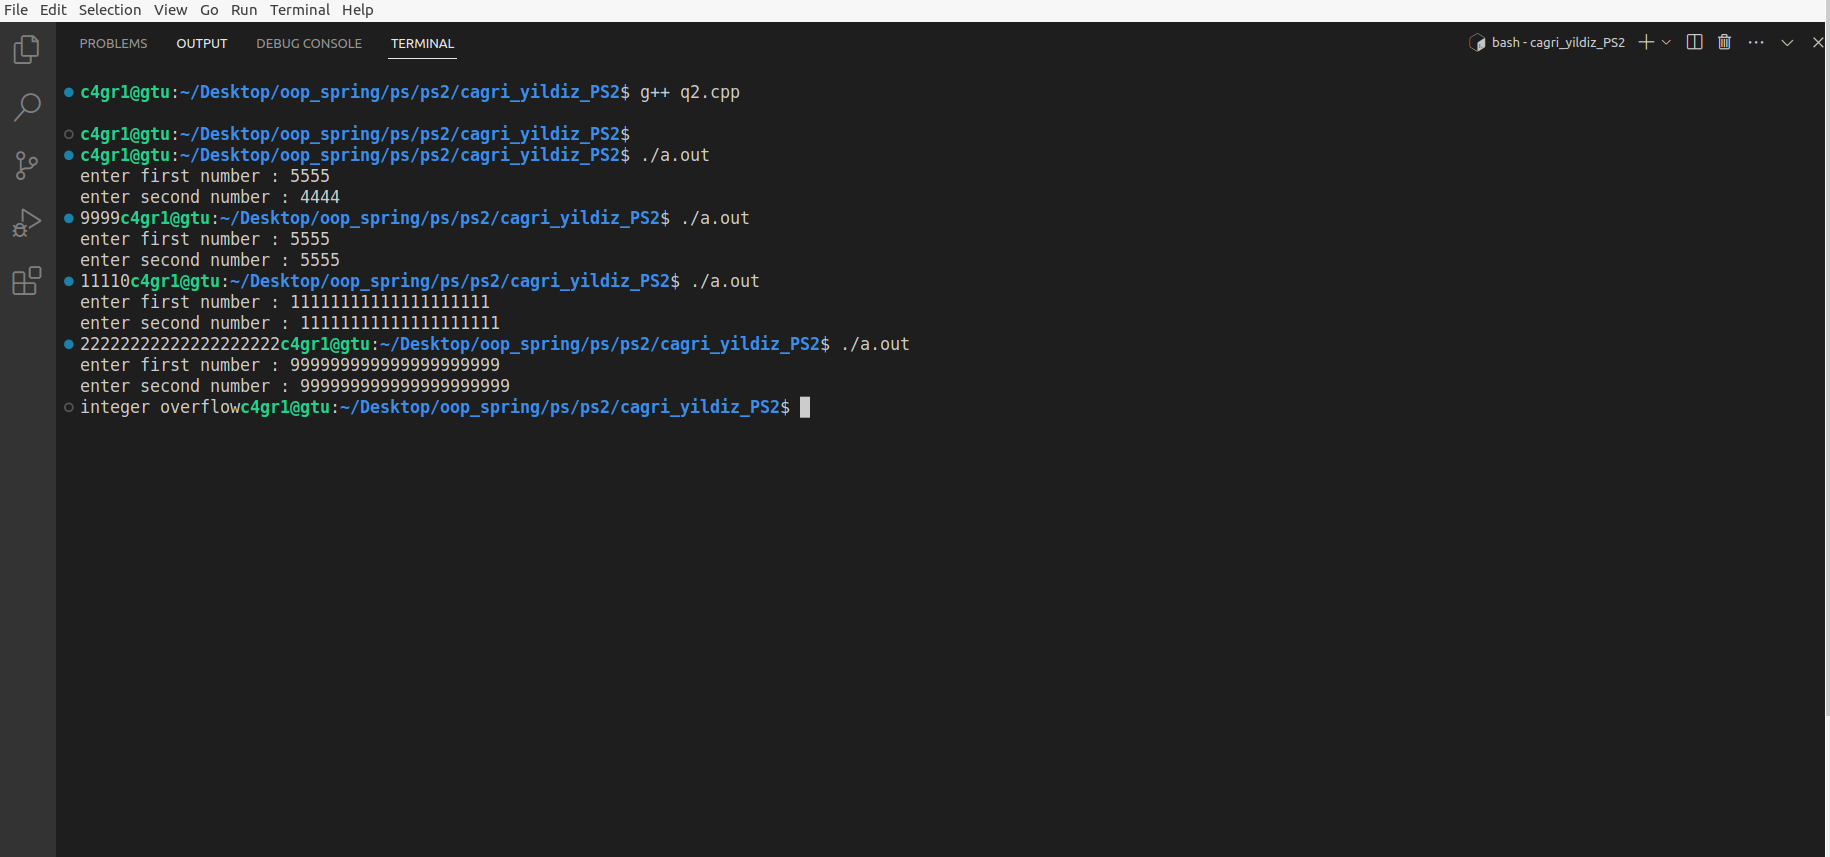 File Edit Selection View Go Run Terminal Help
PROBLEMS OUTPUT DEBUG CONSOLE TERMINAL bash - cagri_yildiz_PS2
c4gr1@gtu:~/Desktop/oop_spring/ps/ps2/cagri_yildiz_PS2$ g++ q2.cpp
c4gr1@gtu:~/Desktop/oop_spring/ps/ps2/cagri_yildiz_PS2$
c4gr1@gtu:~/Desktop/oop_spring/ps/ps2/cagri_yildiz_PS2$ ./a.out
enter first number : 5555
enter second number : 4444
9999c4gr1@gtu:~/Desktop/oop_spring/ps/ps2/cagri_yildiz_PS2$ ./a.out
enter first number : 5555
enter second number : 5555
11110c4gr1@gtu:~/Desktop/oop_spring/ps/ps2/cagri_yildiz_PS2$ ./a.out
enter first number : 11111111111111111111
enter second number : 11111111111111111111
22222222222222222222c4gr1@gtu:~/Desktop/oop_spring/ps/ps2/cagri_yildiz_PS2$ ./a.out
enter first number : 999999999999999999999
enter second number : 999999999999999999999
integer overflowc4gr1@gtu:~/Desktop/oop_spring/ps/ps2/cagri_yildiz_PS2$